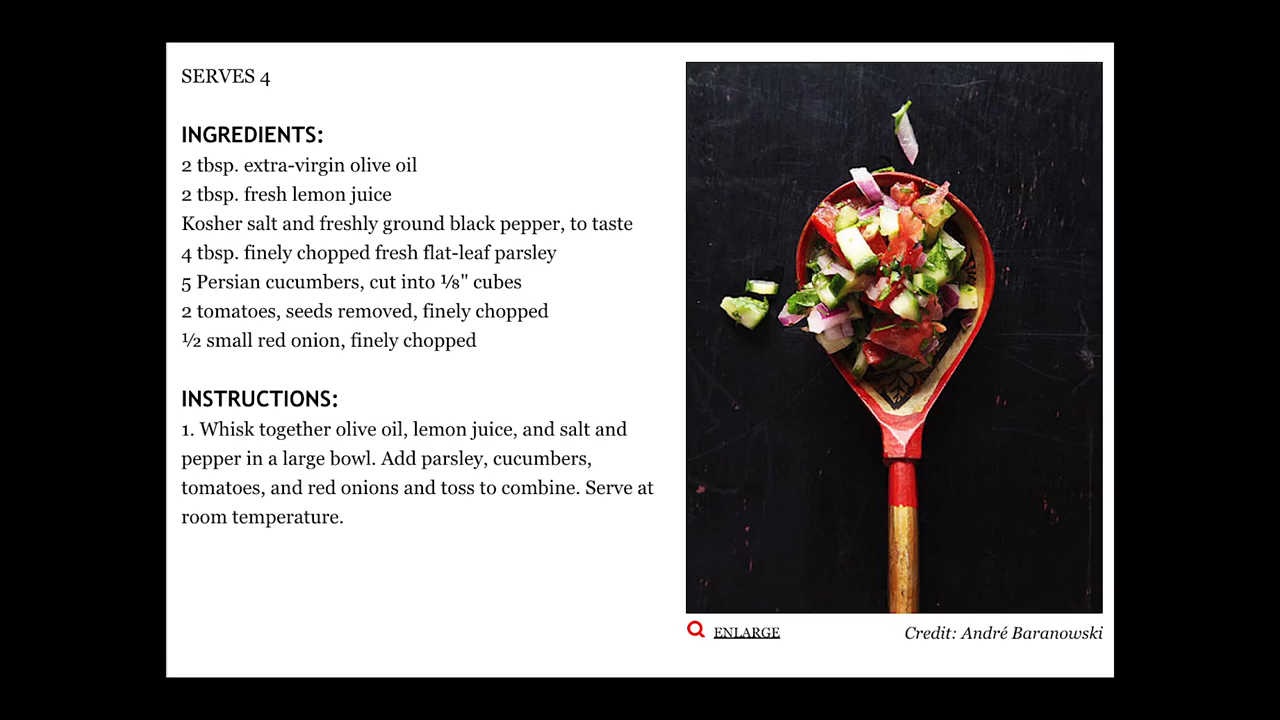 SERVES 4
INGREDIENTS:
2 tbsp. extra-virgin olive oil
2 tbsp. fresh lemon juice
Kosher salt and freshly ground black pepper, to taste
4 tbsp. finely chopped fresh flat-leaf parsley
5 Persian cucumbers, cut into ⅛" cubes
2 tomatoes, seeds removed, finely chopped
½ small red onion, finely chopped
INSTRUCTIONS:
1. Whisk together olive oil, lemon juice, and salt and
pepper in a large bowl. Add parsley, cucumbers,
tomatoes, and red onions and toss to combine. Serve at
room temperature.
ENLARGE
Credit: André Baranowski